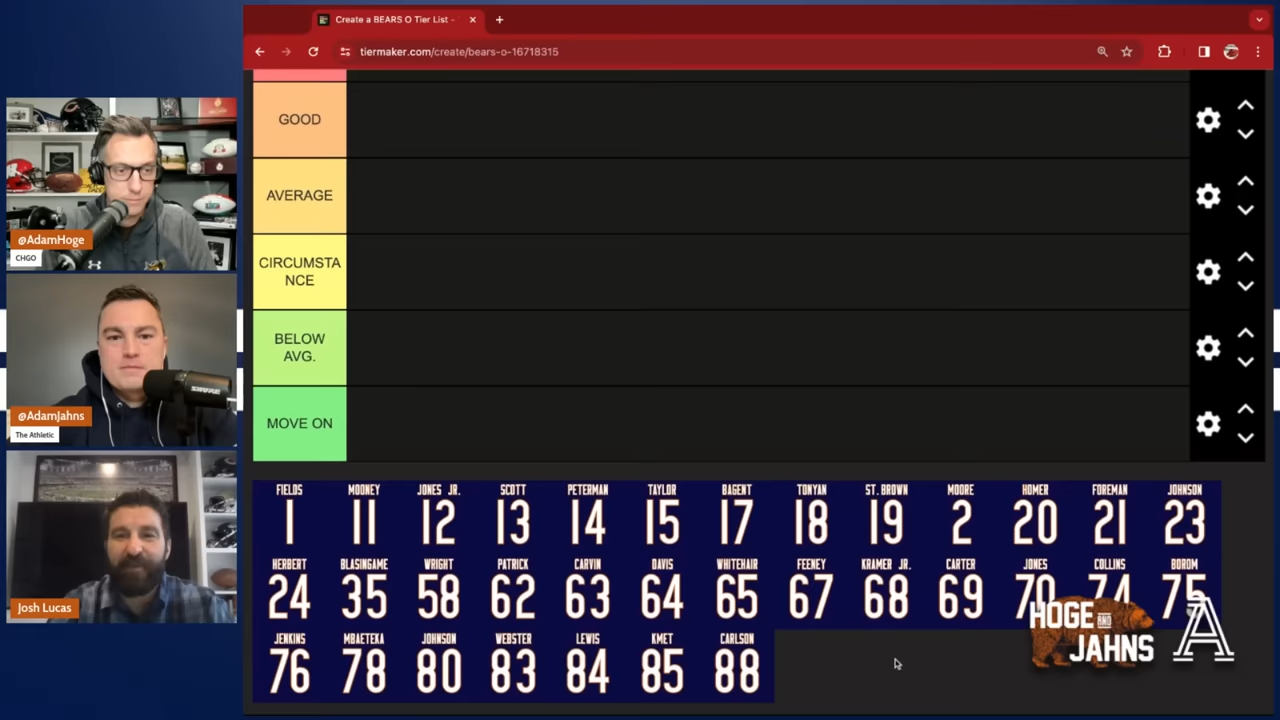 Create a BEARS O Tier List -
tiermaker.com/create/bears-o-16718315
GOOD
AVERAGE
CIRCUMSTA
NCE
BELOW
AVG.
MOVE ON
@AdamHoge
CHGO
@AdamJahns
The Athletic
Josh Lucas
FIELDS MOONEY JONES JR. SCOTT PETERMAN TAYLOR BAGENT TONYAN ST. BROWN MOORE HOMER FOREMAN JOHNSON
1 11 12 13 14 15 17 18 19 2 20 21 23
HERBERT BLASINGAME WRIGHT PATRICK CARVIN DAVIS WHITEHAIR FEENEY KRAMER JR. CARTER JONES COLLINS BOROM
24 35 58 62 63 64 65 67 68 69 70 74 75
JENKINS MBAETEKA JOHNSON WEBSTER LEWIS KMET CARLSON
76 78 80 83 84 85 88
HOGE AND
JAHNS
A